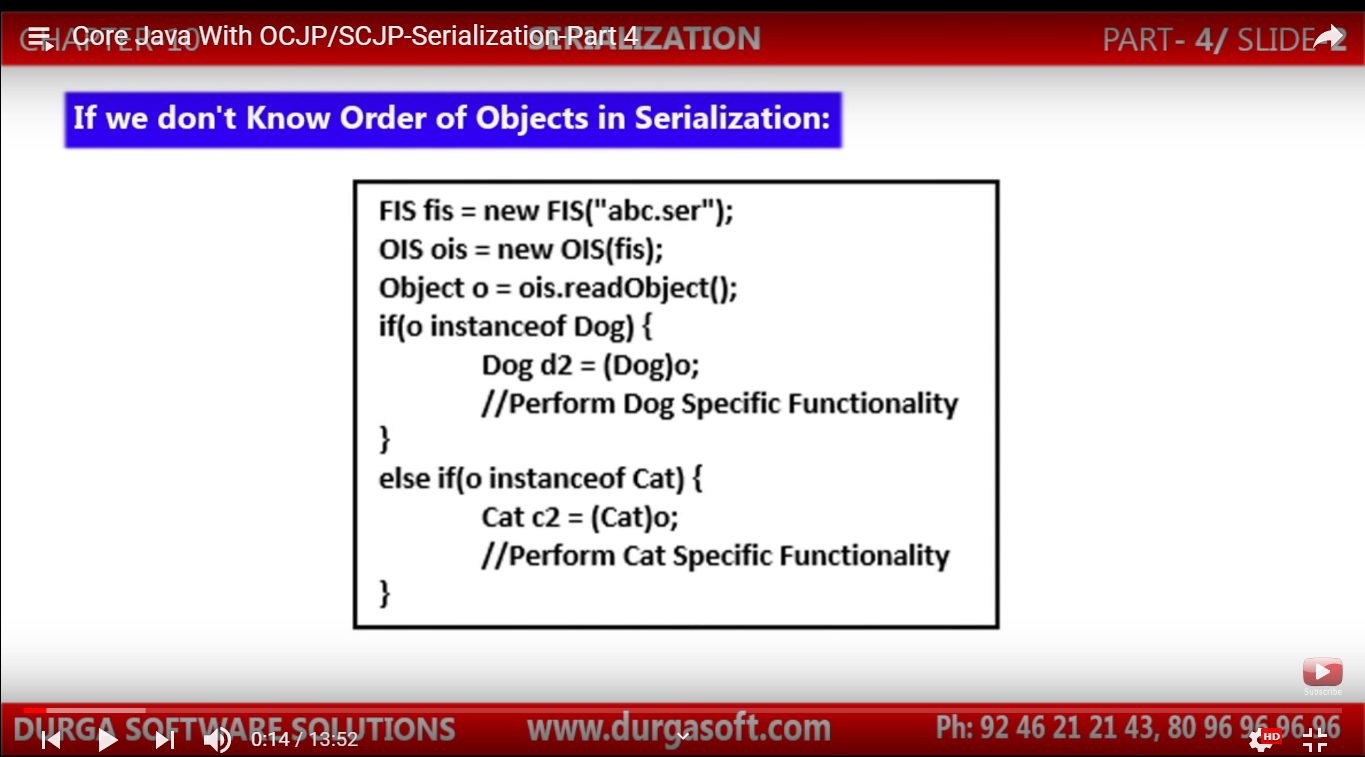 CHAPTER-10
Core Java With OCJP/SCJP-Serialization-Part 4
SERIALIZATION
PART- 4/ SLIDE-2
If we don't Know Order of Objects in Serialization:
FIS fis = new FIS("abc.ser");
OIS ois = new OIS(fis);
Object o = ois.readObject();
if(o instanceof Dog) {
Dog d2 = (Dog)o;
//Perform Dog Specific Functionality
}
else if(o instanceof Cat) {
Cat c2 = (Cat)o;
//Perform Cat Specific Functionality
}
Subscribe
DURGA SOFTWARE SOLUTIONS
www.durgasoft.com
Ph: 92 46 21 21 43, 80 96 96 96 96
0:14 / 13:52
HD